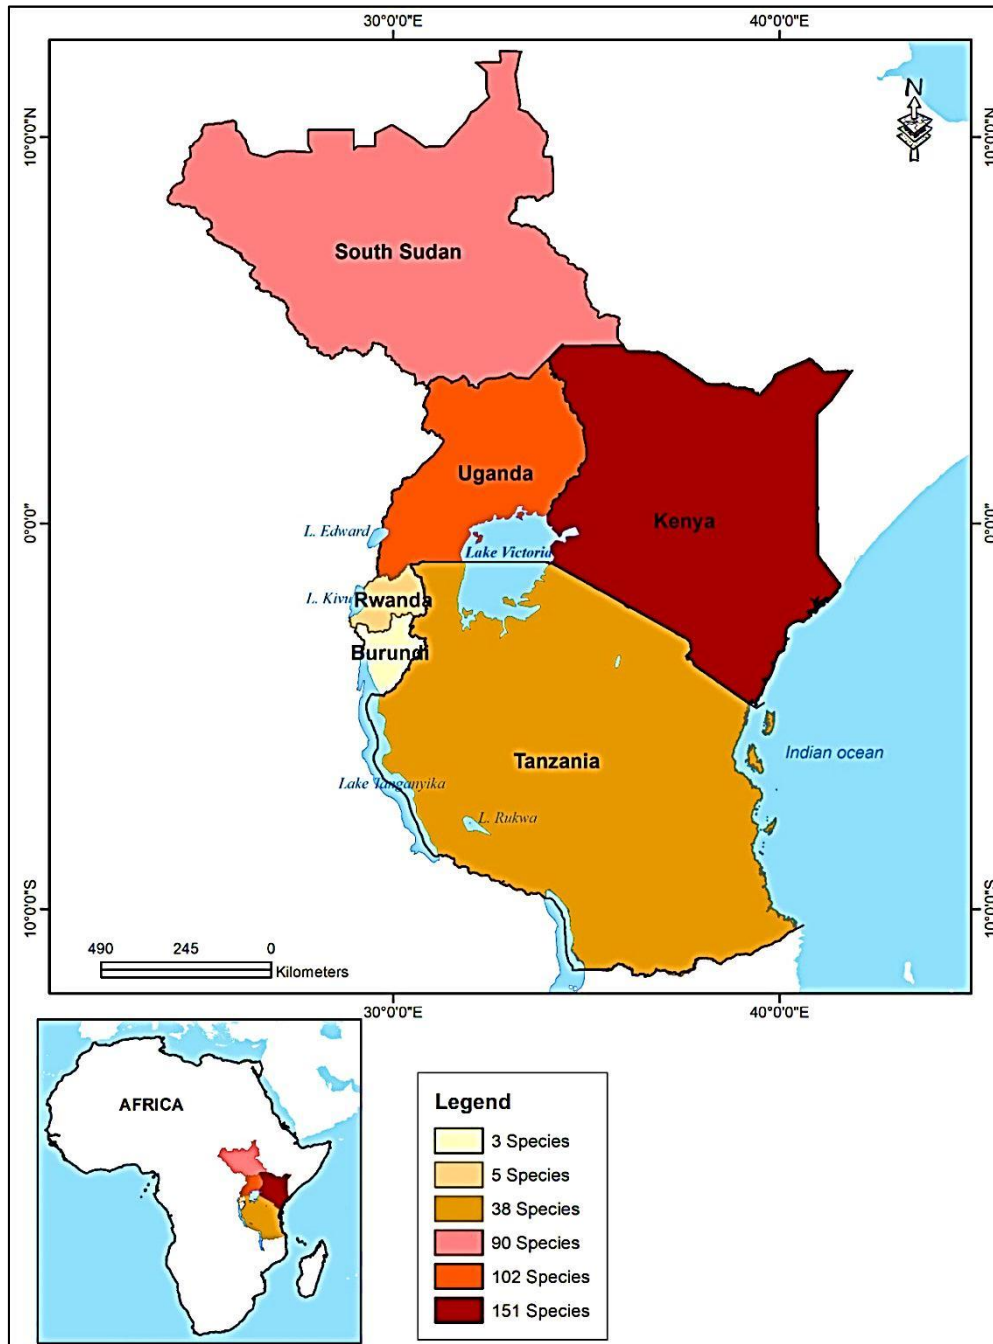 30°0'0"E 40°0'0"E
N
10°0'0"N 10°0'0"N
South Sudan
Uganda
Kenya
0°0'0" 0°0'0"
L. Edward
Lake Victoria
L. Kivu
Rwanda
Burundi
Tanzania
Indian ocean
Lake Tanganyika
L. Rukwa
10°0'0"S 10°0'0"S
490 245 0
Kilometers
30°0'0"E 40°0'0"E
AFRICA
Legend
3 Species
5 Species
38 Species
90 Species
102 Species
151 Species